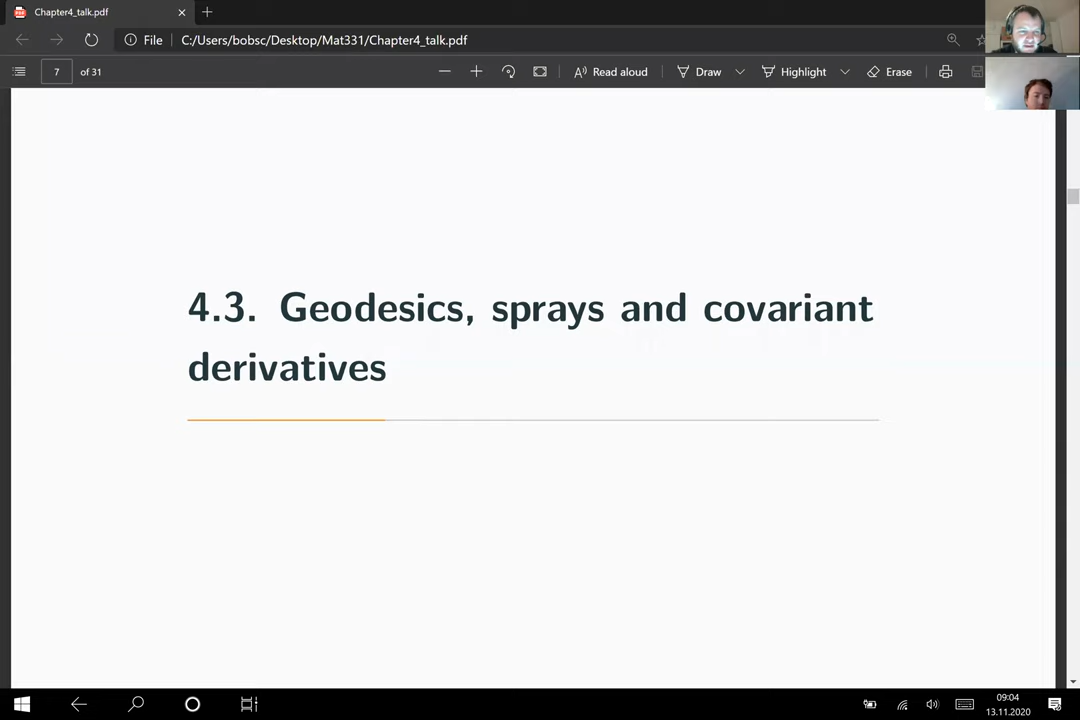 Chapter4_talk.pdf
File C:/Users/bobsc/Desktop/Mat331/Chapter4_talk.pdf
7 of 31 Read aloud Draw Highlight Erase
4.3. Geodesics, sprays and covariant
derivatives
09:04
13.11.2020